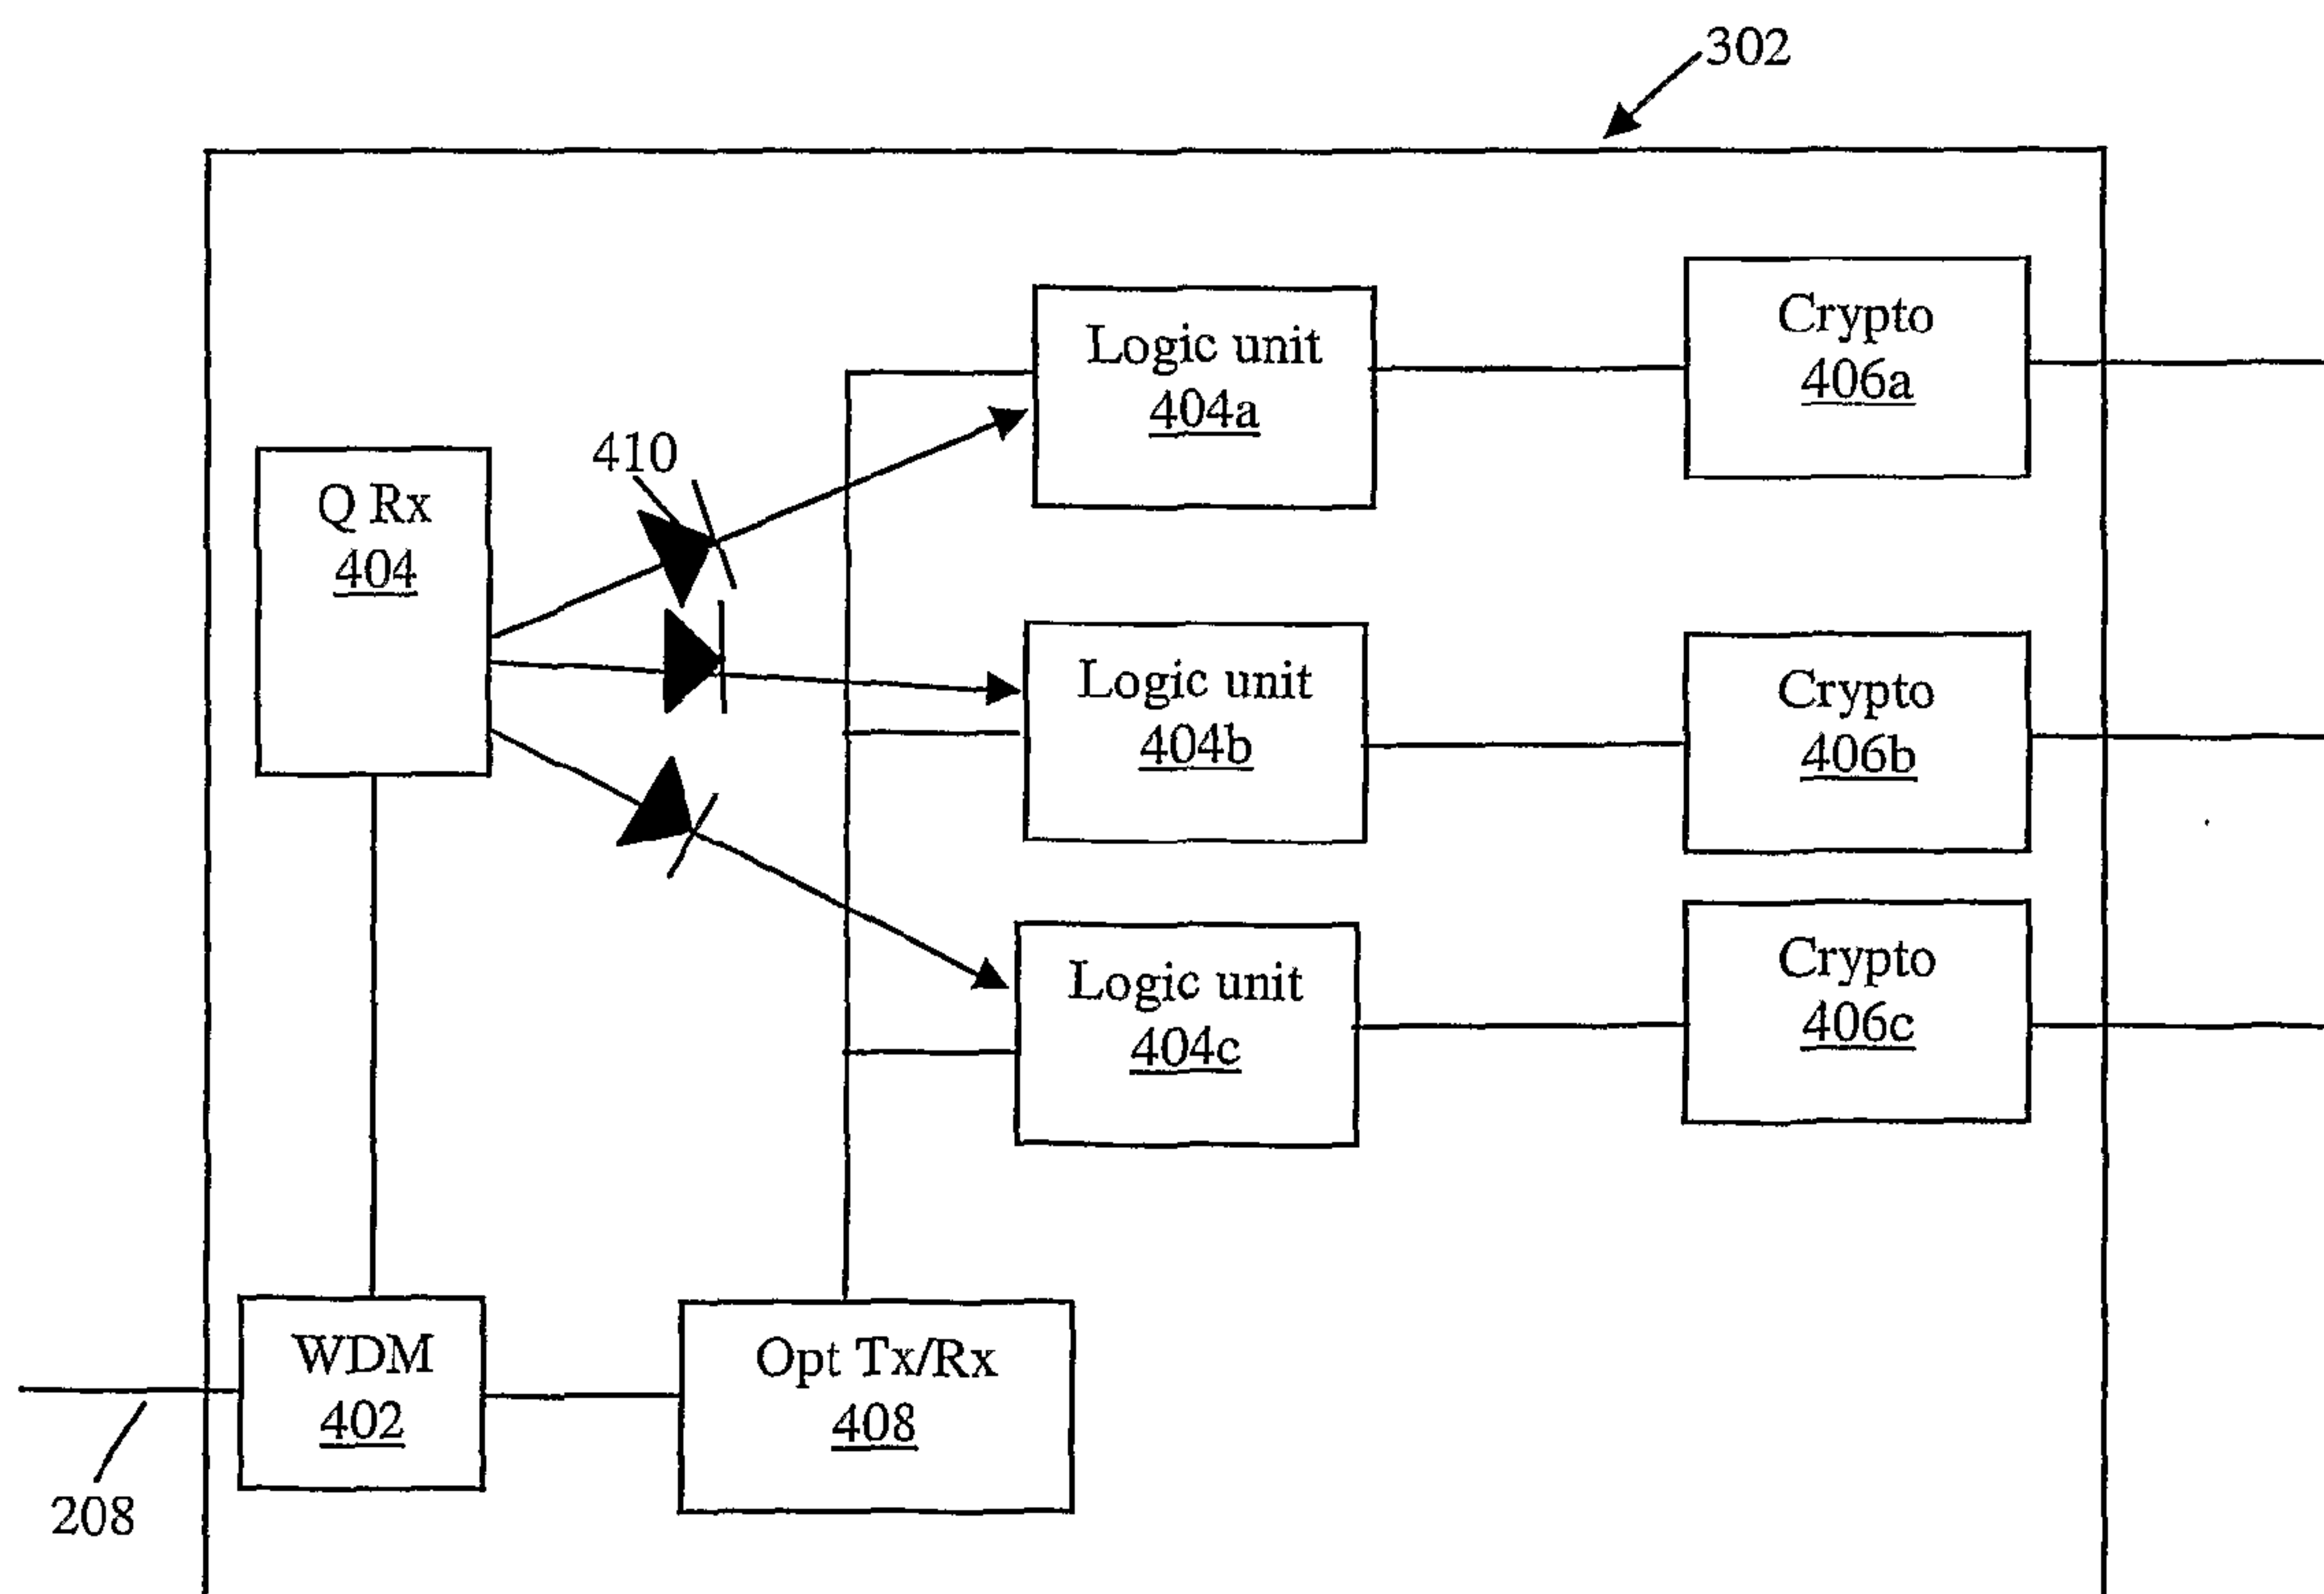 302
Logic unit
404a
Crypto
406a
410
Q Rx
404
Logic unit
404b
Crypto
406b
Logic unit
404c
Crypto
406c
WDM
402
Opt Tx/Rx
408
208